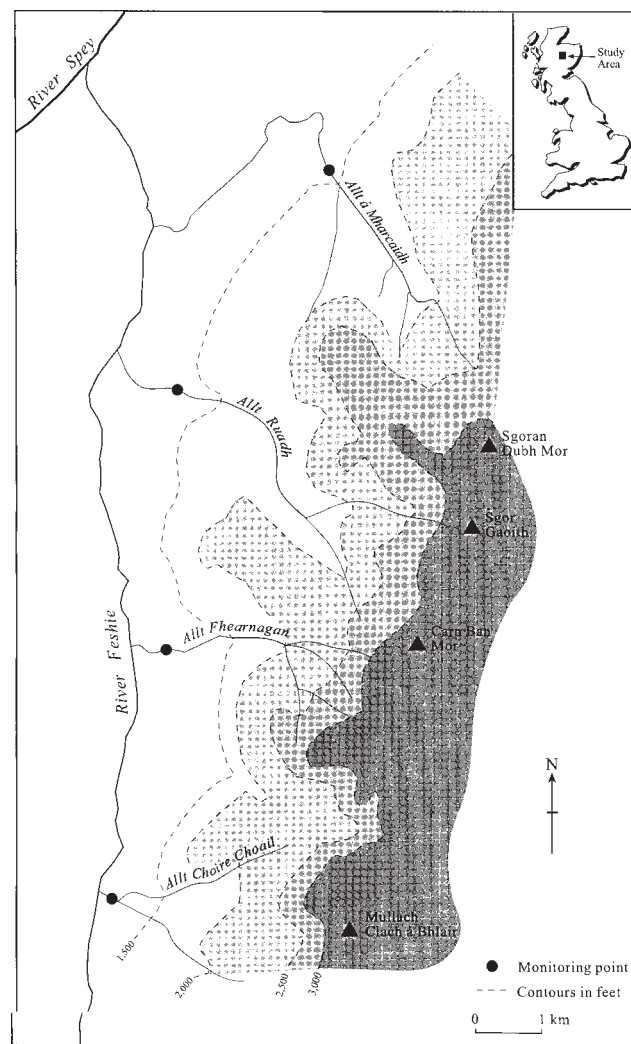 River Spey
Study
Area
Allt á Mharcaidh
Allt Ruadh
Sgoran
Dubh Mor
Sgor
Gaoith
Allt Fhearnagan
Carn Ban
Mor
River Feshie
N
Allt Choire Choail
Mullach
Clach á Bhlair
1,500
2,000
2,500
3,000
Monitoring point
Contours in feet
0 1 km